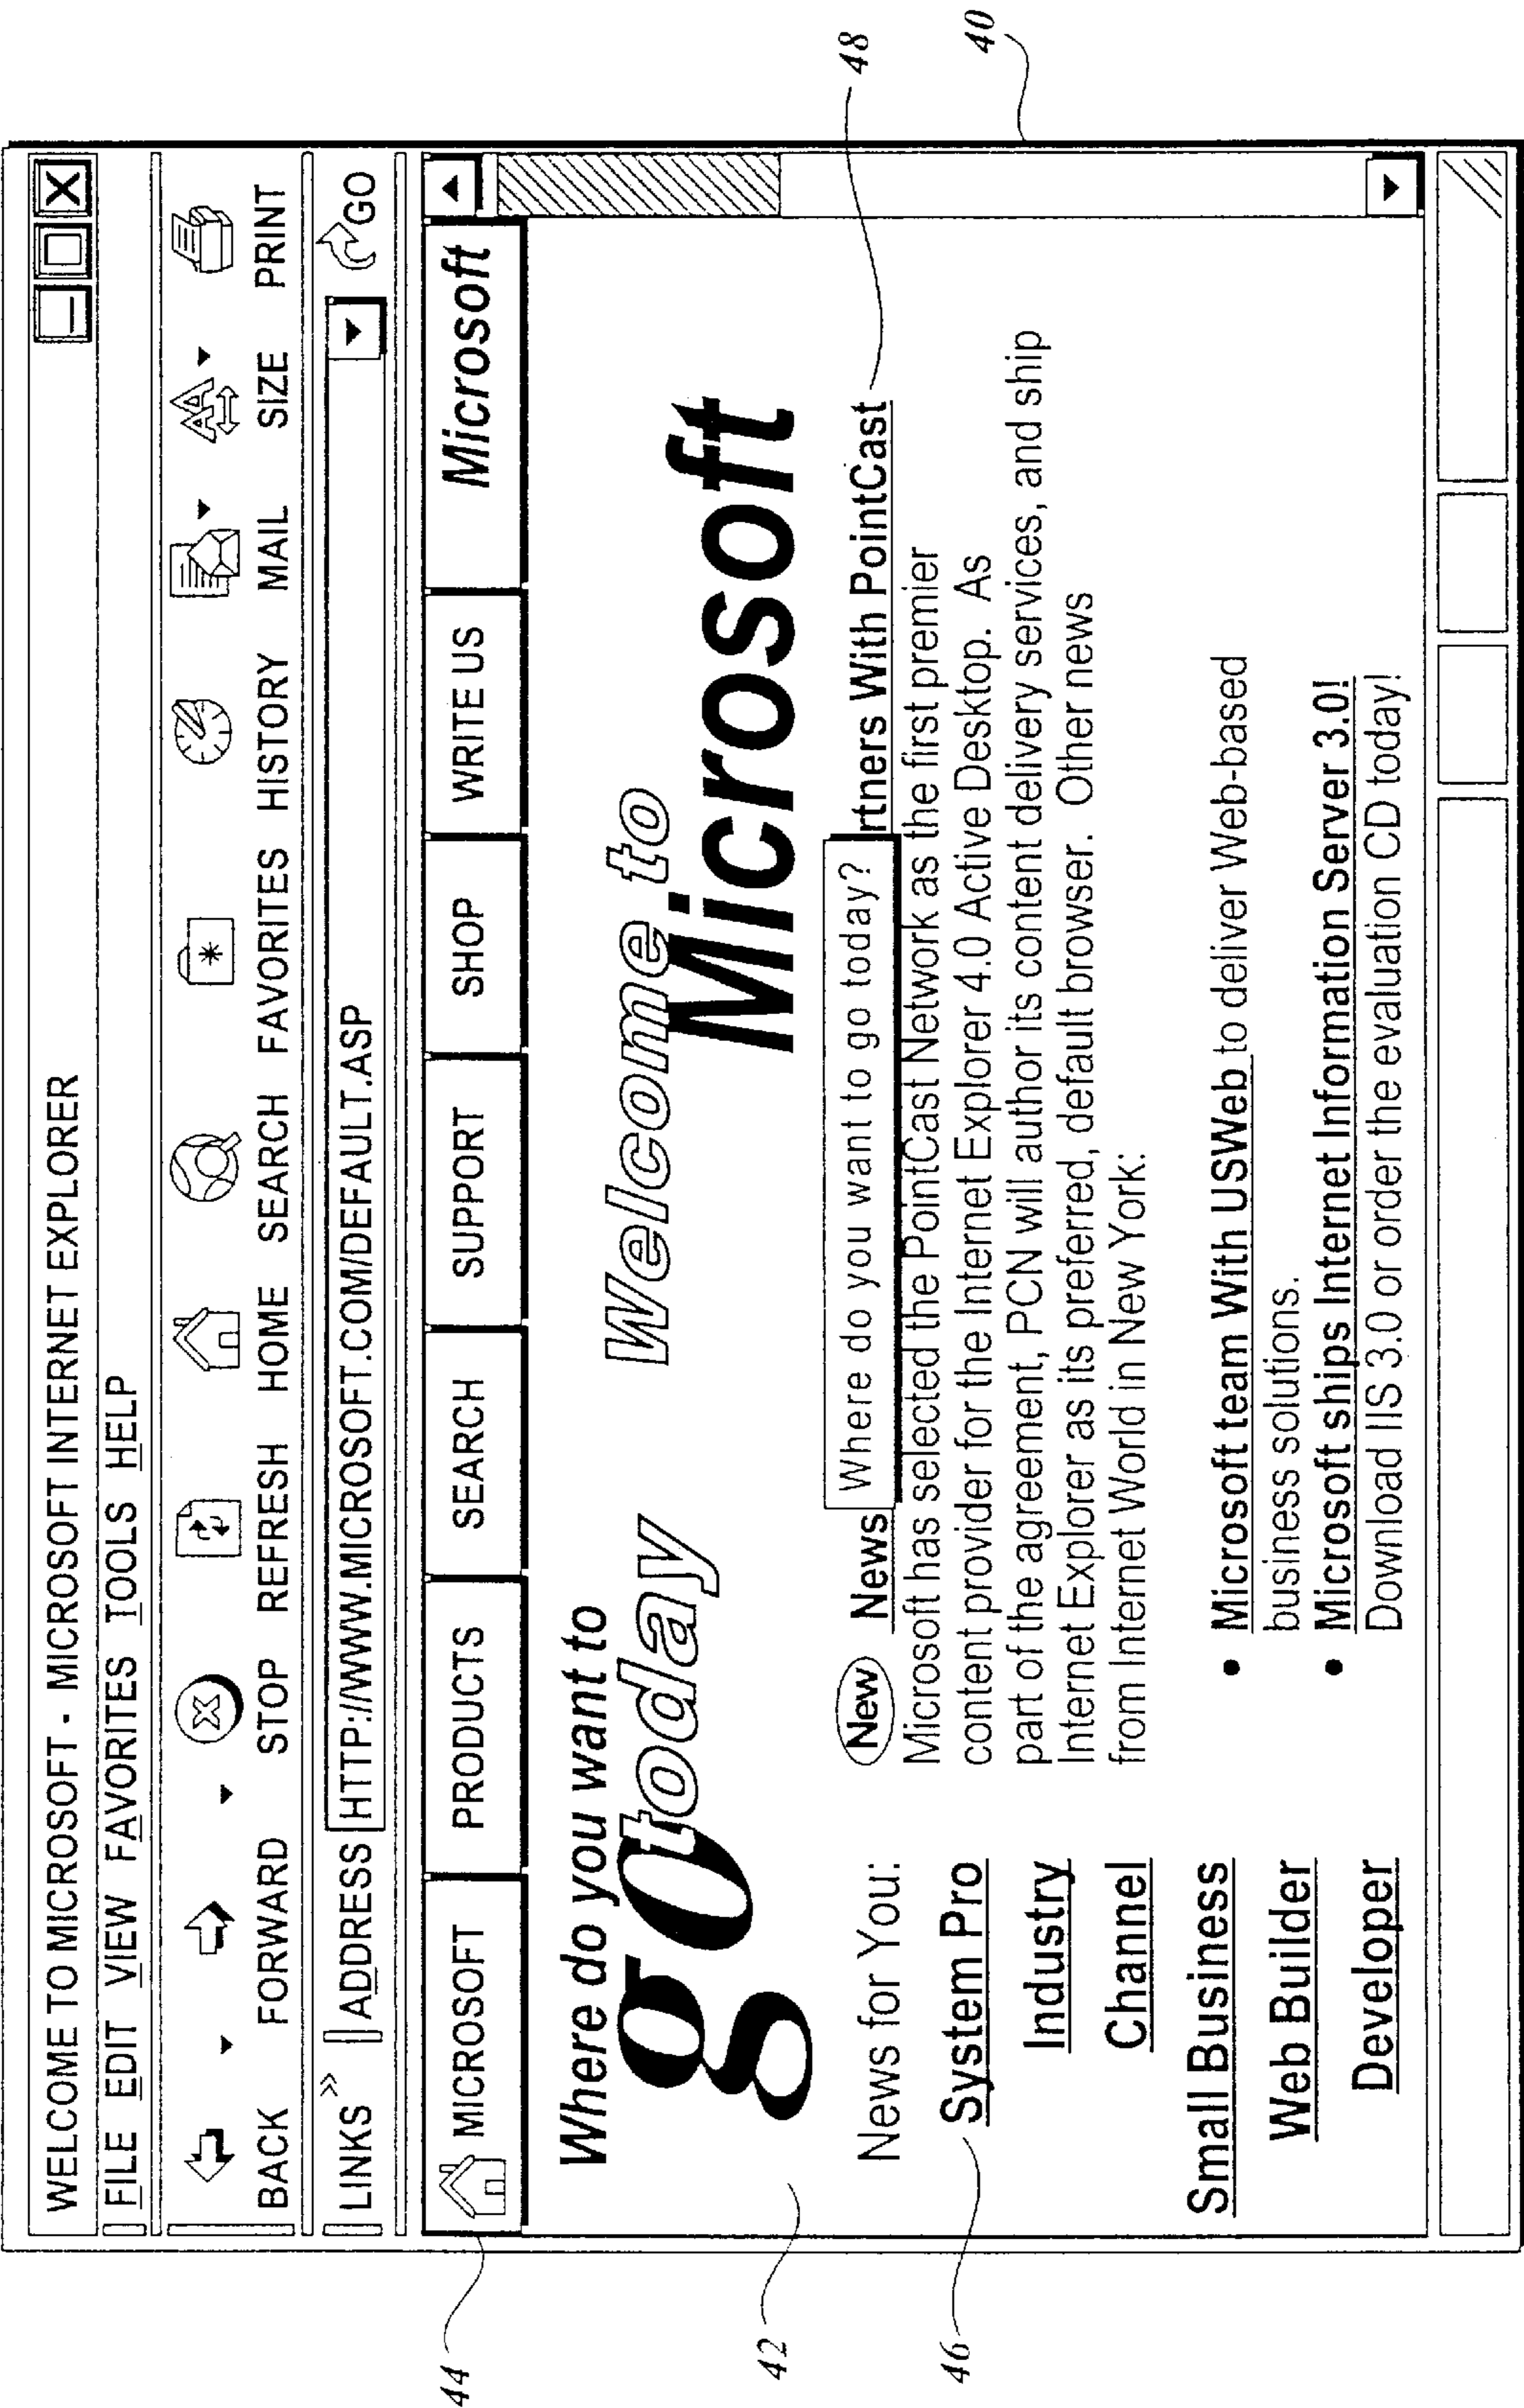 WELCOME TO MICROSOFT - MICROSOFT INTERNET EXPLORER
FILE EDIT VIEW FAVORITES TOOLS HELP
BACK FORWARD STOP REFRESH HOME SEARCH FAVORITES HISTORY MAIL SIZE PRINT
LINKS » ADDRESS HTTP://WWW.MICROSOFT.COM/DEFAULT.ASP GO
MICROSOFT PRODUCTS SEARCH SUPPORT SHOP WRITE US Microsoft
44
Where do you want to
go today
Welcome to
Microsoft
42
News for You:
System Pro
46
Industry
Channel
Small Business
Web Builder
Developer
New News Where do you want to go today? rtners With PointCast
48
Microsoft has selected the PointCast Network as the first premier
content provider for the Internet Explorer 4.0 Active Desktop. As
part of the agreement, PCN will author its content delivery services, and ship
Internet Explorer as its preferred, default browser. Other news
from Internet World in New York:
40
• Microsoft team With USWeb to deliver Web-based
business solutions.
• Microsoft ships Internet Information Server 3.0!
Download IIS 3.0 or order the evaluation CD today!